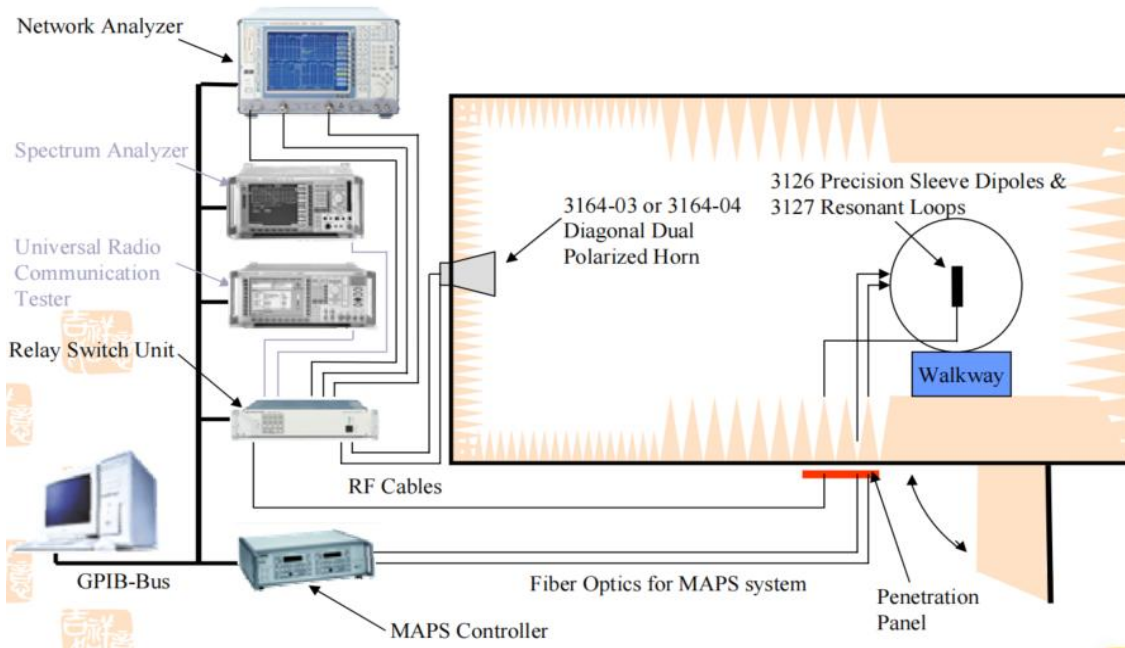 Network Analyzer
Spectrum Analyzer
Universal Radio
Communication
Tester
Relay Switch Unit
3164-03 or 3164-04
Diagonal Dual
Polarized Horn
3126 Precision Sleeve Dipoles &
3127 Resonant Loops
Walkway
RF Cables
GPIB-Bus
Fiber Optics for MAPS system
MAPS Controller
Penetration
Panel